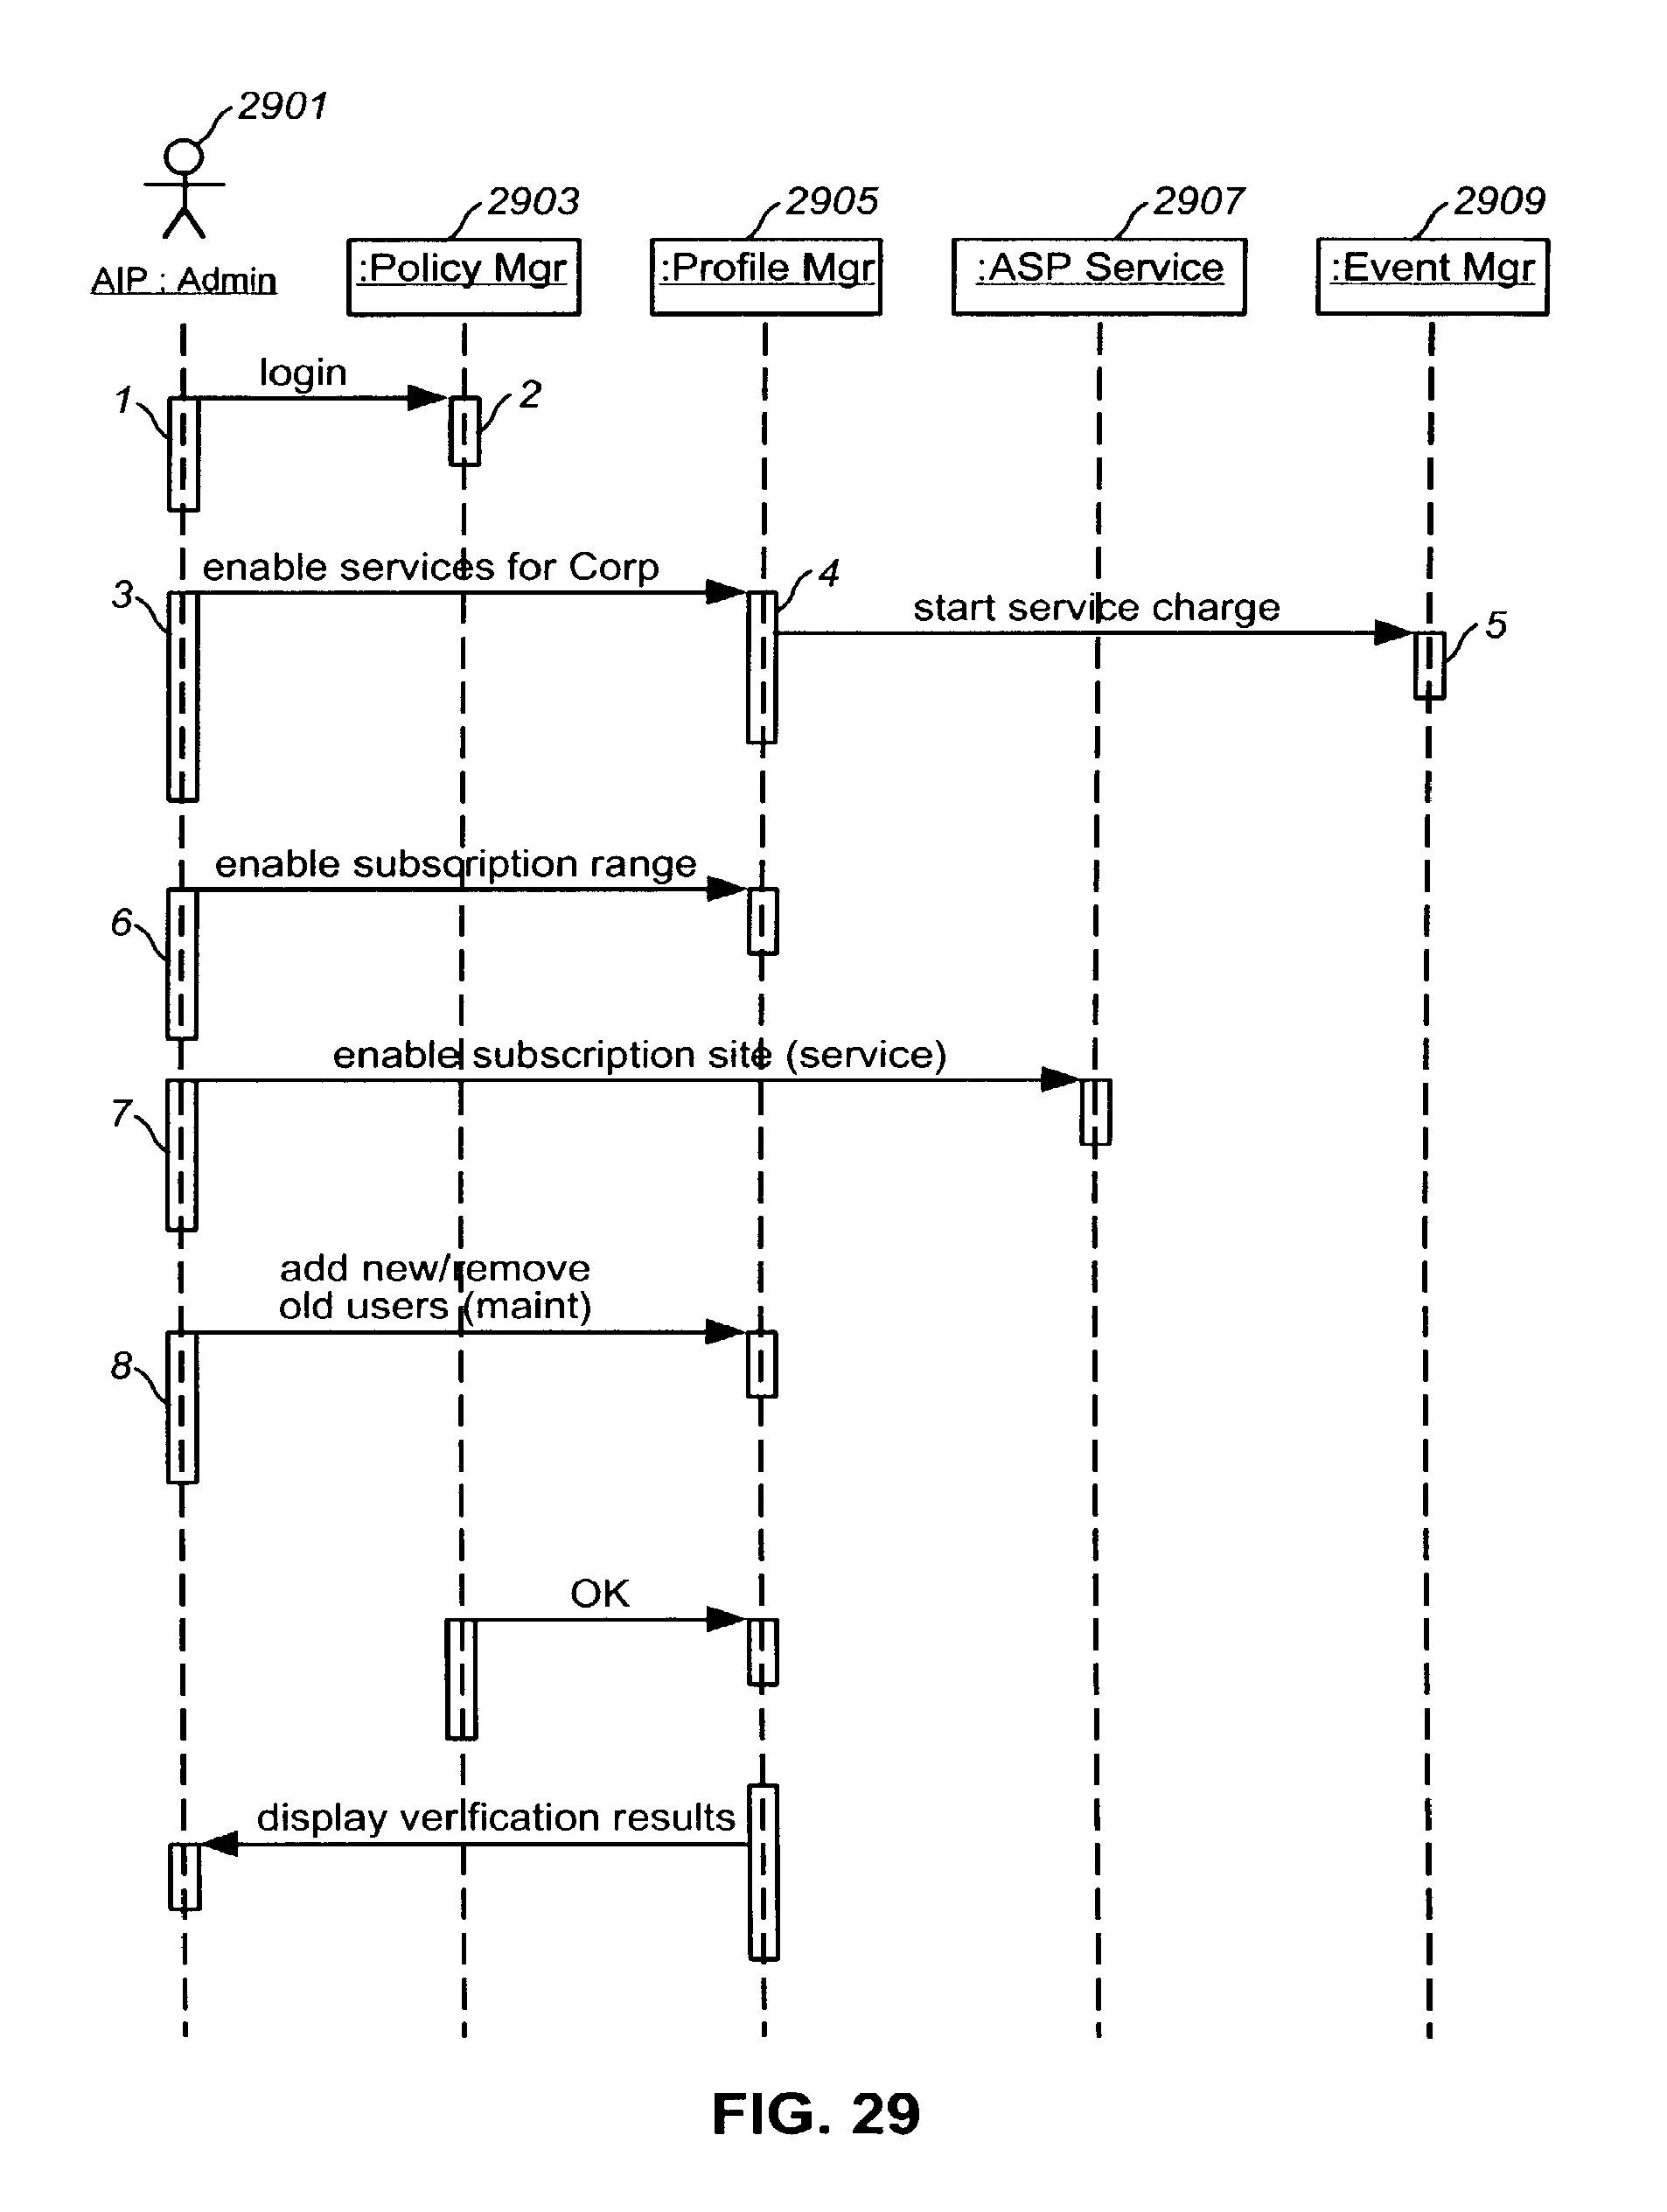 2901
2903
2905
2907
2909
AIP : Admin
:Policy Mgr
:Profile Mgr
:ASP Service
:Event Mgr
login
1
2
enable services for Corp
3
4
start service charge
5
enable subscription range
6
enable subscription site (service)
7
add new/remove
old users (maint)
8
OK
display verification results
FIG. 29